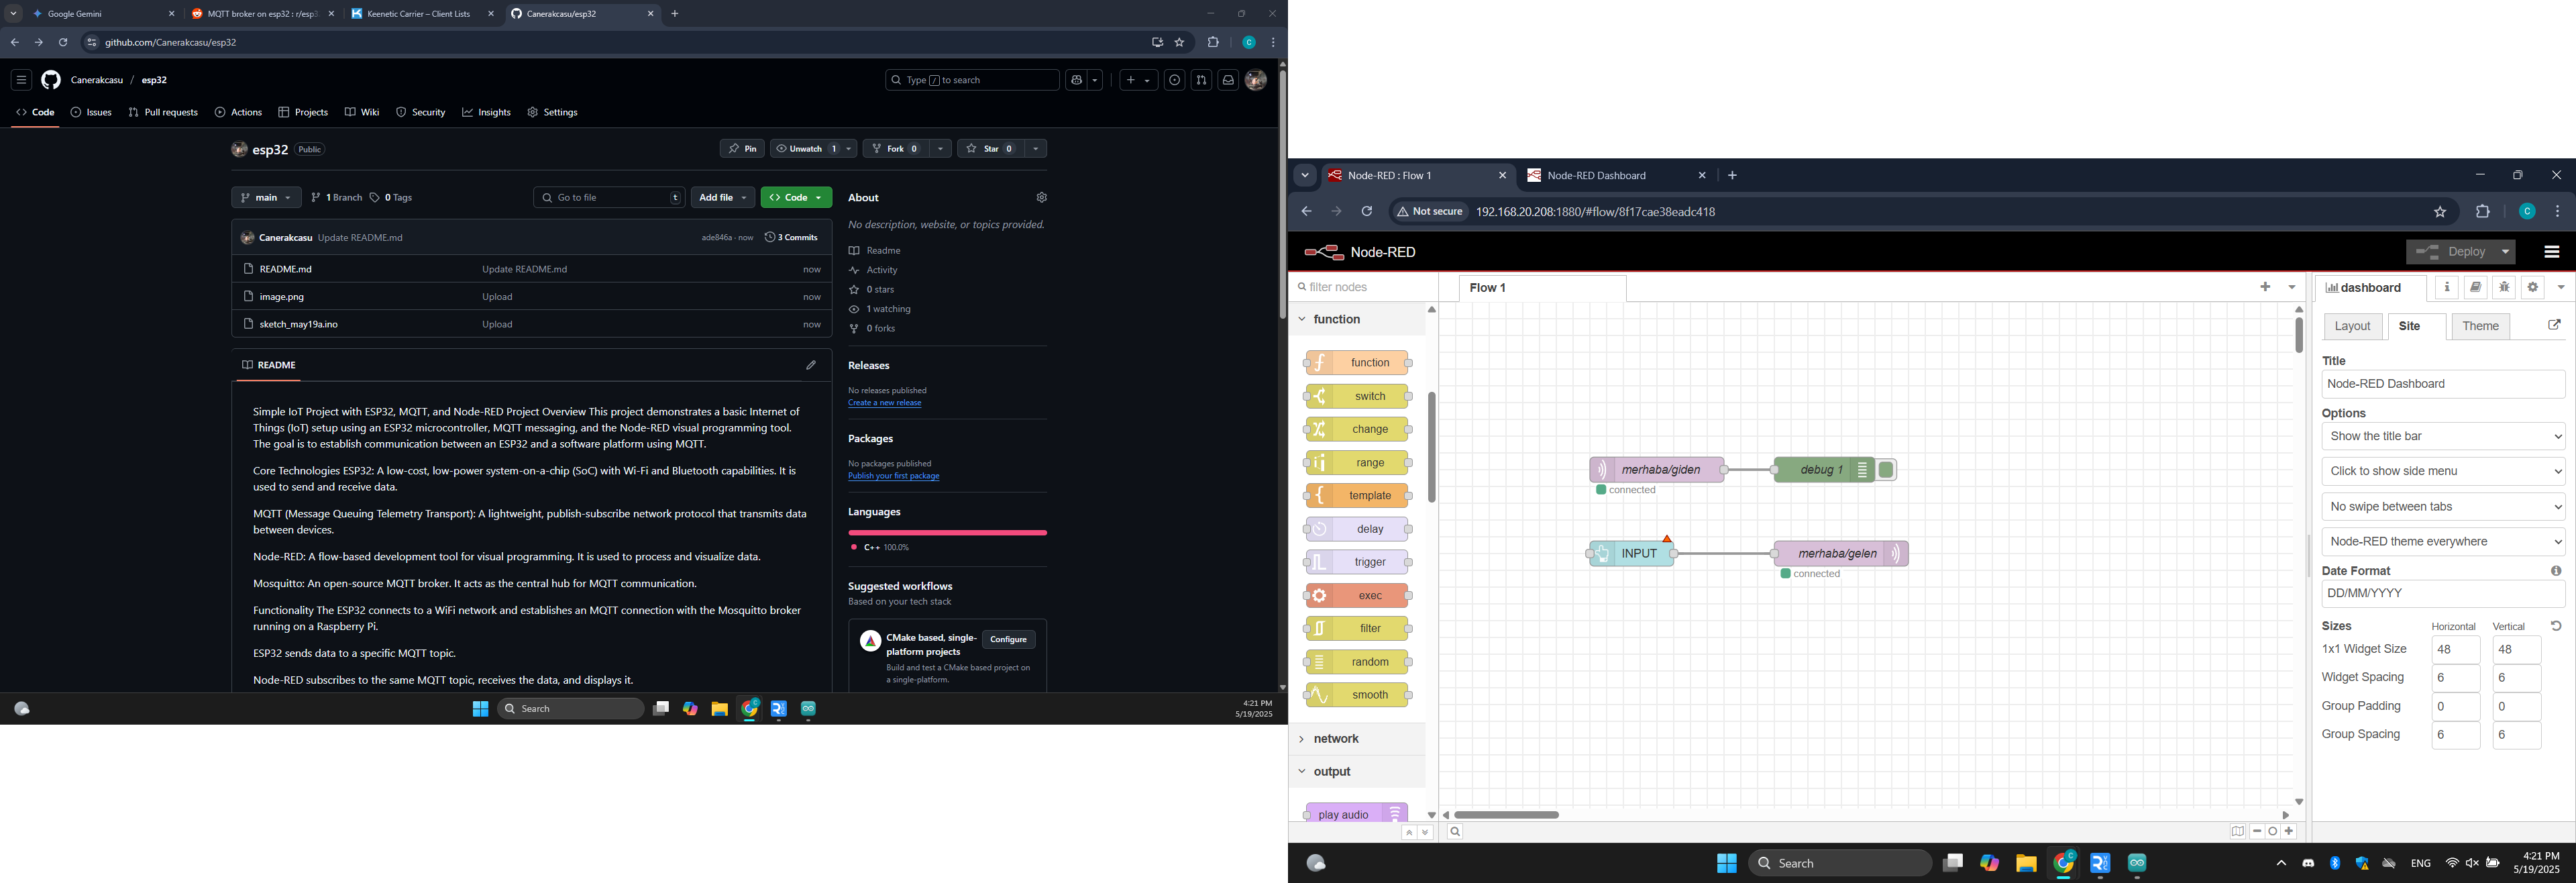 Google Gemini
MQTT broker on esp32 : r/esp3
Keenetic Carrier – Client Lists
Canerakcasu/esp32
github.com/Canerakcasu/esp32
C
Canerakcasu / esp32
Type / to search
Code
Issues
Pull requests
Actions
Projects
Wiki
Security
Insights
Settings
esp32 Public
Pin
Unwatch 1
Fork 0
Star 0
main
1 Branch
0 Tags
Go to file t
Add file
Code
Canerakcasu Update README.md
ade846a · now
3 Commits
README.md Update README.md now
image.png Upload now
sketch_may19a.ino Upload now
README
Simple IoT Project with ESP32, MQTT, and Node-RED Project Overview This project demonstrates a basic Internet of
Things (IoT) setup using an ESP32 microcontroller, MQTT messaging, and the Node-RED visual programming tool.
The goal is to establish communication between an ESP32 and a software platform using MQTT.
Core Technologies ESP32: A low-cost, low-power system-on-a-chip (SoC) with Wi-Fi and Bluetooth capabilities. It is
used to send and receive data.
MQTT (Message Queuing Telemetry Transport): A lightweight, publish-subscribe network protocol that transmits data
between devices.
Node-RED: A flow-based development tool for visual programming. It is used to process and visualize data.
Mosquitto: An open-source MQTT broker. It acts as the central hub for MQTT communication.
Functionality The ESP32 connects to a WiFi network and establishes an MQTT connection with the Mosquitto broker
running on a Raspberry Pi.
ESP32 sends data to a specific MQTT topic.
Node-RED subscribes to the same MQTT topic, receives the data, and displays it.
About
No description, website, or topics provided.
Readme
Activity
0 stars
1 watching
0 forks
Releases
No releases published
Create a new release
Packages
No packages published
Publish your first package
Languages
C++ 100.0%
Suggested workflows
Based on your tech stack
CMake based, single-
platform projects
Configure
Build and test a CMake based project on
a single-platform.
Search
4:21 PM
5/19/2025
Node-RED : Flow 1
Node-RED Dashboard
Not secure 192.168.20.208:1880/#flow/8f17cae38eadc418
C
Node-RED
Deploy
filter nodes
function
function
switch
change
range
template
delay
trigger
exec
filter
random
smooth
network
output
play audio
Flow 1
merhaba/giden
connected
debug 1
INPUT
merhaba/gelen
connected
dashboard
Layout
Site
Theme
Title
Node-RED Dashboard
Options
Show the title bar
Click to show side menu
No swipe between tabs
Node-RED theme everywhere
Date Format
DD/MM/YYYY
Sizes Horizontal Vertical
1x1 Widget Size 48 48
Widget Spacing 6 6
Group Padding 0 0
Group Spacing 6 6
Search
ENG
4:21 PM
5/19/2025